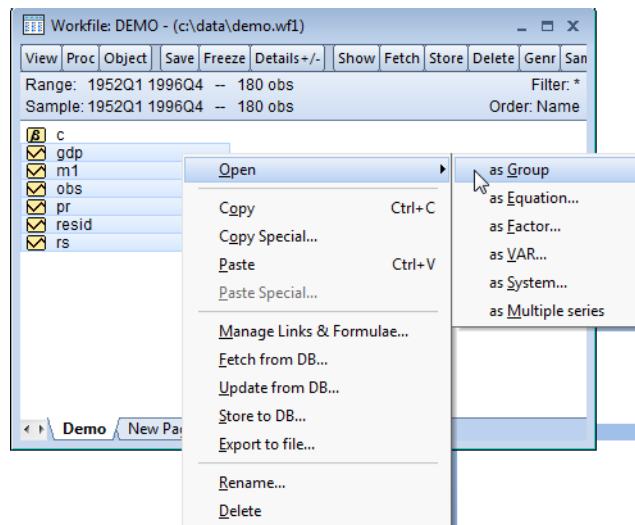 Workfile: DEMO - (c:\data\demo.wf1)
View Proc Object Save Freeze Details+/- Show Fetch Store Delete Genr San
Range: 1952Q1 1996Q4 -- 180 obs Filter: *
Sample: 1952Q1 1996Q4 -- 180 obs Order: Name
β c
gdp
m1
obs
pr
resid
rs
Open
Copy Ctrl+C
Copy Special...
Paste Ctrl+V
Paste Special...
Manage Links & Formulae...
Fetch from DB...
Update from DB...
Store to DB...
Export to file...
Rename...
Delete
as Group
as Equation...
as Factor...
as VAR...
as System...
as Multiple series
Demo New Pa